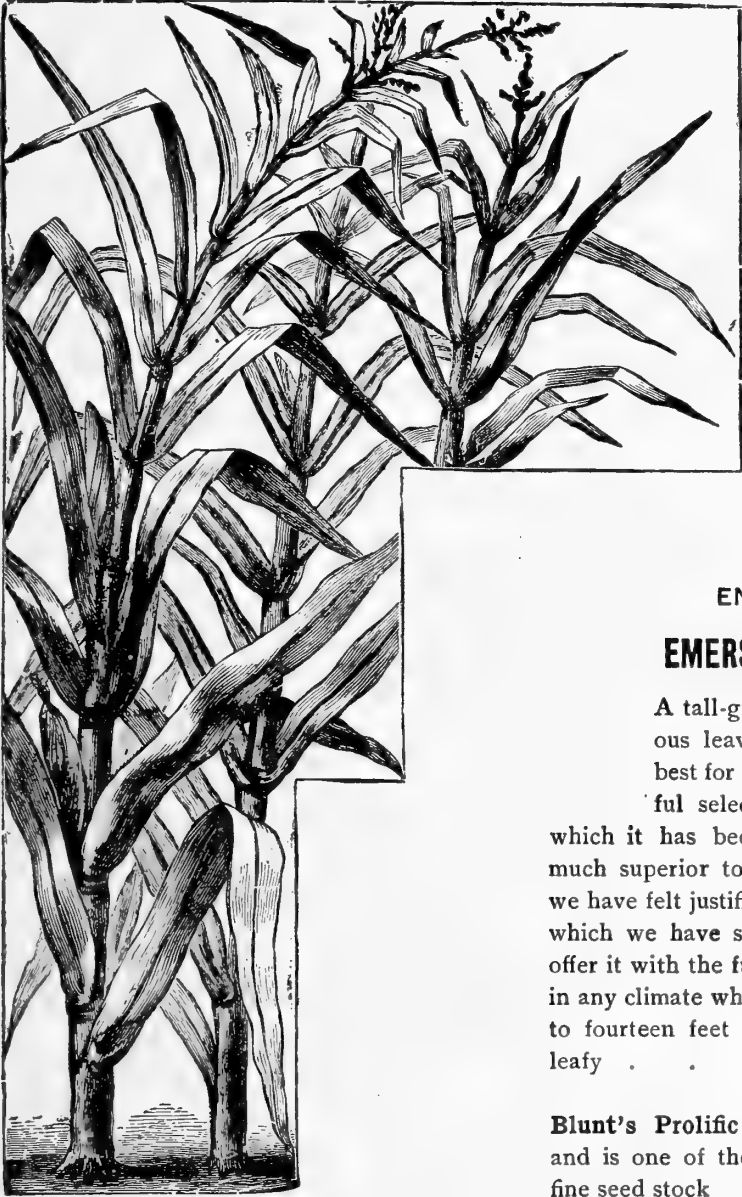 EN
EMERS
A tall-g
ous leav
best for
ful selec
which it has bee
much superior to
we have felt justif
which we have s
offer it with the fu
in any climate wh
to fourteen feet
leafy . .
Blunt's Prolific
and is one of the
fine seed stock